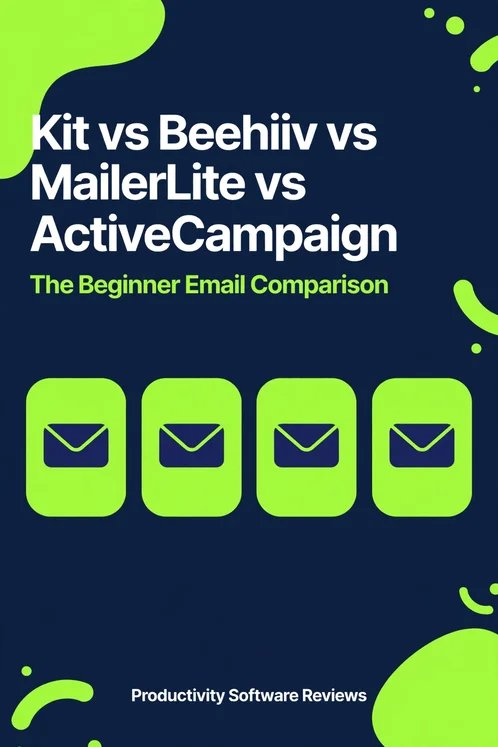 Kit vs Beehiiv vs
MailerLite vs
ActiveCampaign
The Beginner Email Comparison
Productivity Software Reviews